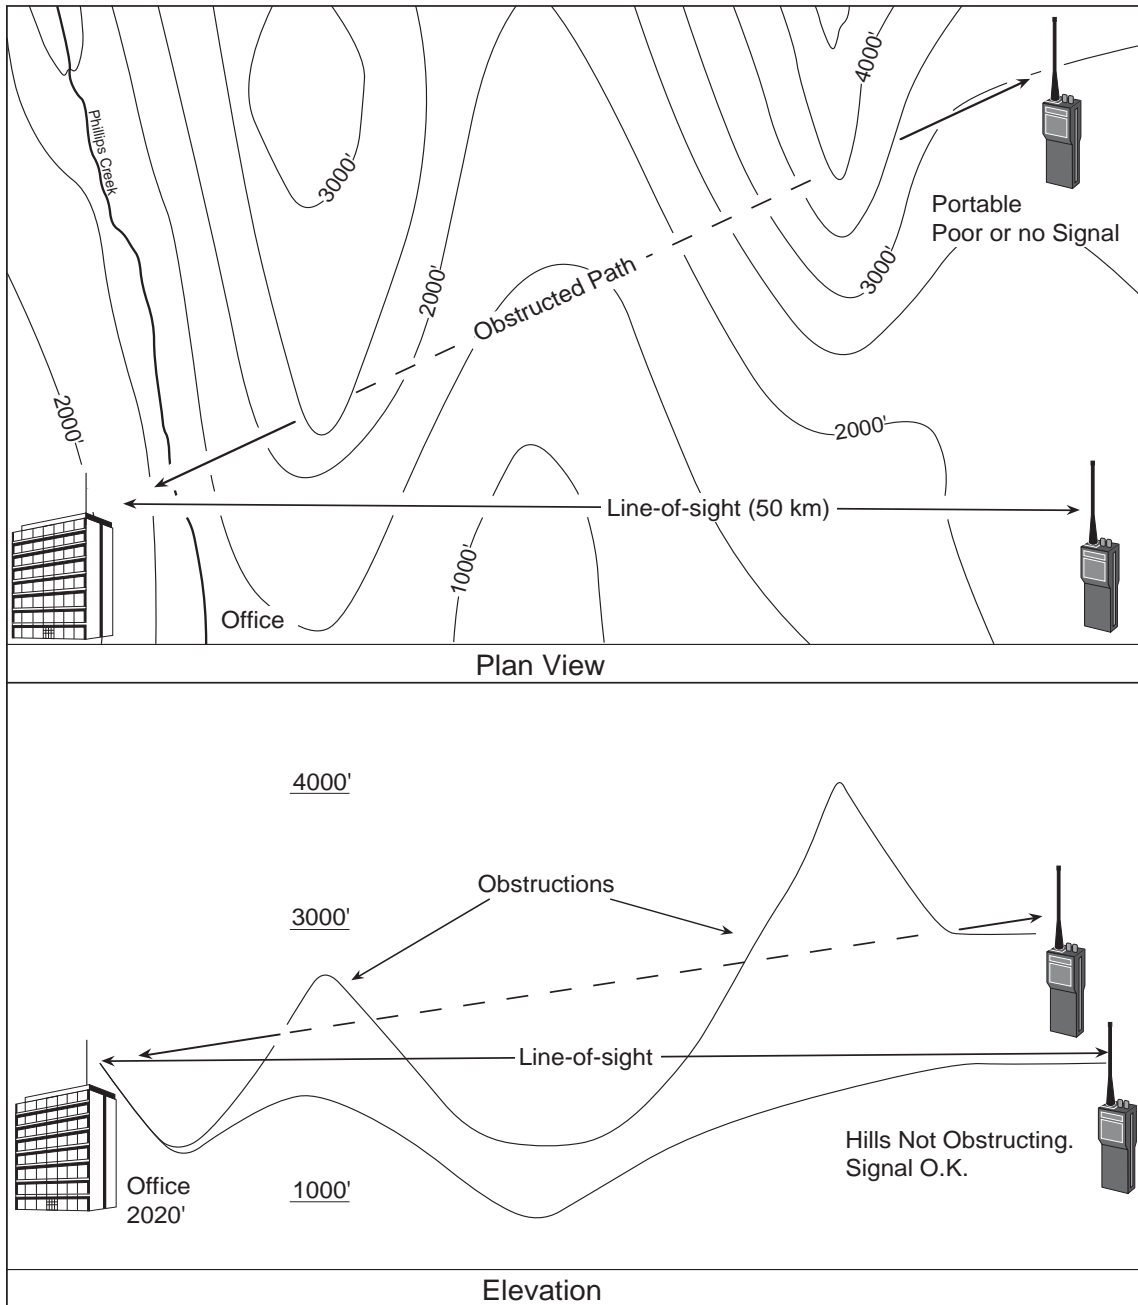 4000'
Phillips Creek
3000'
Portable
Poor or no Signal
2000'
3000'
Obstructed Path
2000'
2000'
Line-of-sight (50 km)
1000'
Office
Plan View
4000'
Obstructions
3000'
Line-of-sight
Hills Not Obstructing.
Signal O.K.
Office
2020'
1000'
Elevation